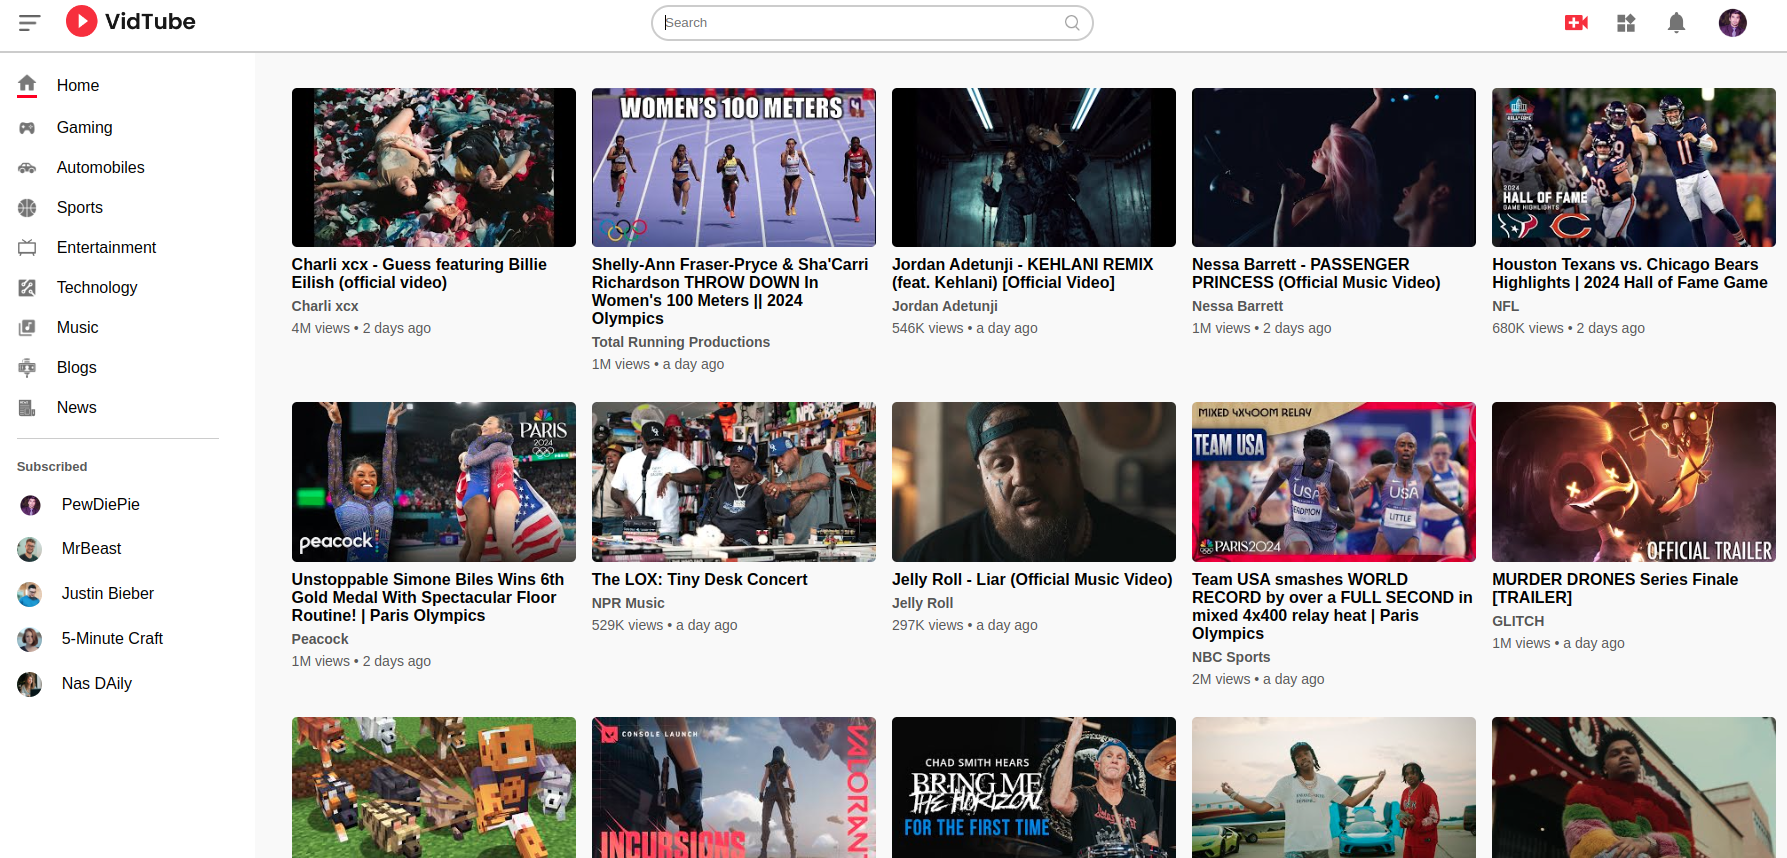 VidTube
Search
Home
Gaming
Automobiles
Sports
Entertainment
Technology
Music
Blogs
News
Subscribed
PewDiePie
MrBeast
Justin Bieber
5-Minute Craft
Nas DAily
Charli xcx - Guess featuring Billie
Eilish (official video)
Charli xcx
4M views • 2 days ago
WOMEN'S 100 METERS
Shelly-Ann Fraser-Pryce & Sha'Carri
Richardson THROW DOWN In
Women's 100 Meters || 2024
Olympics
Total Running Productions
1M views • a day ago
Jordan Adetunji - KEHLANI REMIX
(feat. Kehlani) [Official Video]
Jordan Adetunji
546K views • a day ago
Nessa Barrett - PASSENGER
PRINCESS (Official Music Video)
Nessa Barrett
1M views • 2 days ago
2024
HALL OF FAME
GAME HIGHLIGHTS
Houston Texans vs. Chicago Bears
Highlights | 2024 Hall of Fame Game
NFL
680K views • 2 days ago
PARIS
2024
peacock
Unstoppable Simone Biles Wins 6th
Gold Medal With Spectacular Floor
Routine! | Paris Olympics
Peacock
1M views • 2 days ago
The LOX: Tiny Desk Concert
NPR Music
529K views • a day ago
Jelly Roll - Liar (Official Music Video)
Jelly Roll
297K views • a day ago
MIXED 4X400M RELAY
TEAM USA
USA
USA
LITTLE
PARIS2024
Team USA smashes WORLD
RECORD by over a FULL SECOND in
mixed 4x400 relay heat | Paris
Olympics
NBC Sports
2M views • a day ago
OFFICIAL TRAILER
MURDER DRONES Series Finale
[TRAILER]
GLITCH
1M views • a day ago
CONSOLE LAUNCH
VALORANT
INCURSIONS
CHAD SMITH HEARS
BRING ME
THE HORIZON
FOR THE FIRST TIME